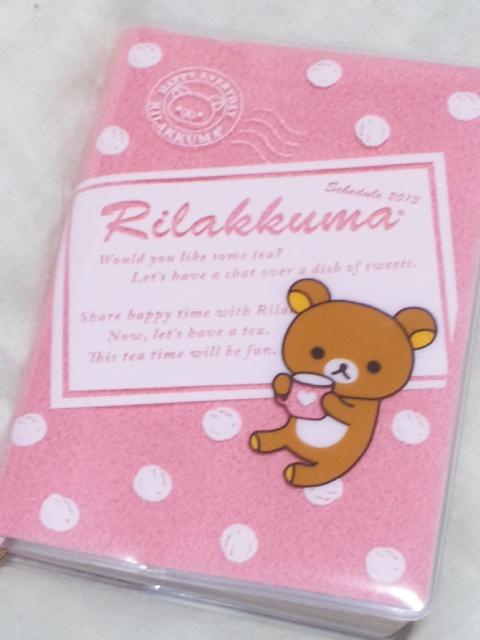 HAPPY EVERYDAY
RILAKKUMA
Schedule 2013
Rilakkuma®
Would you like some tea?
Let's have a chat over a dish of sweets.
Share happy time with Rila
Now, let's have a tea.
This tea time will be fun.